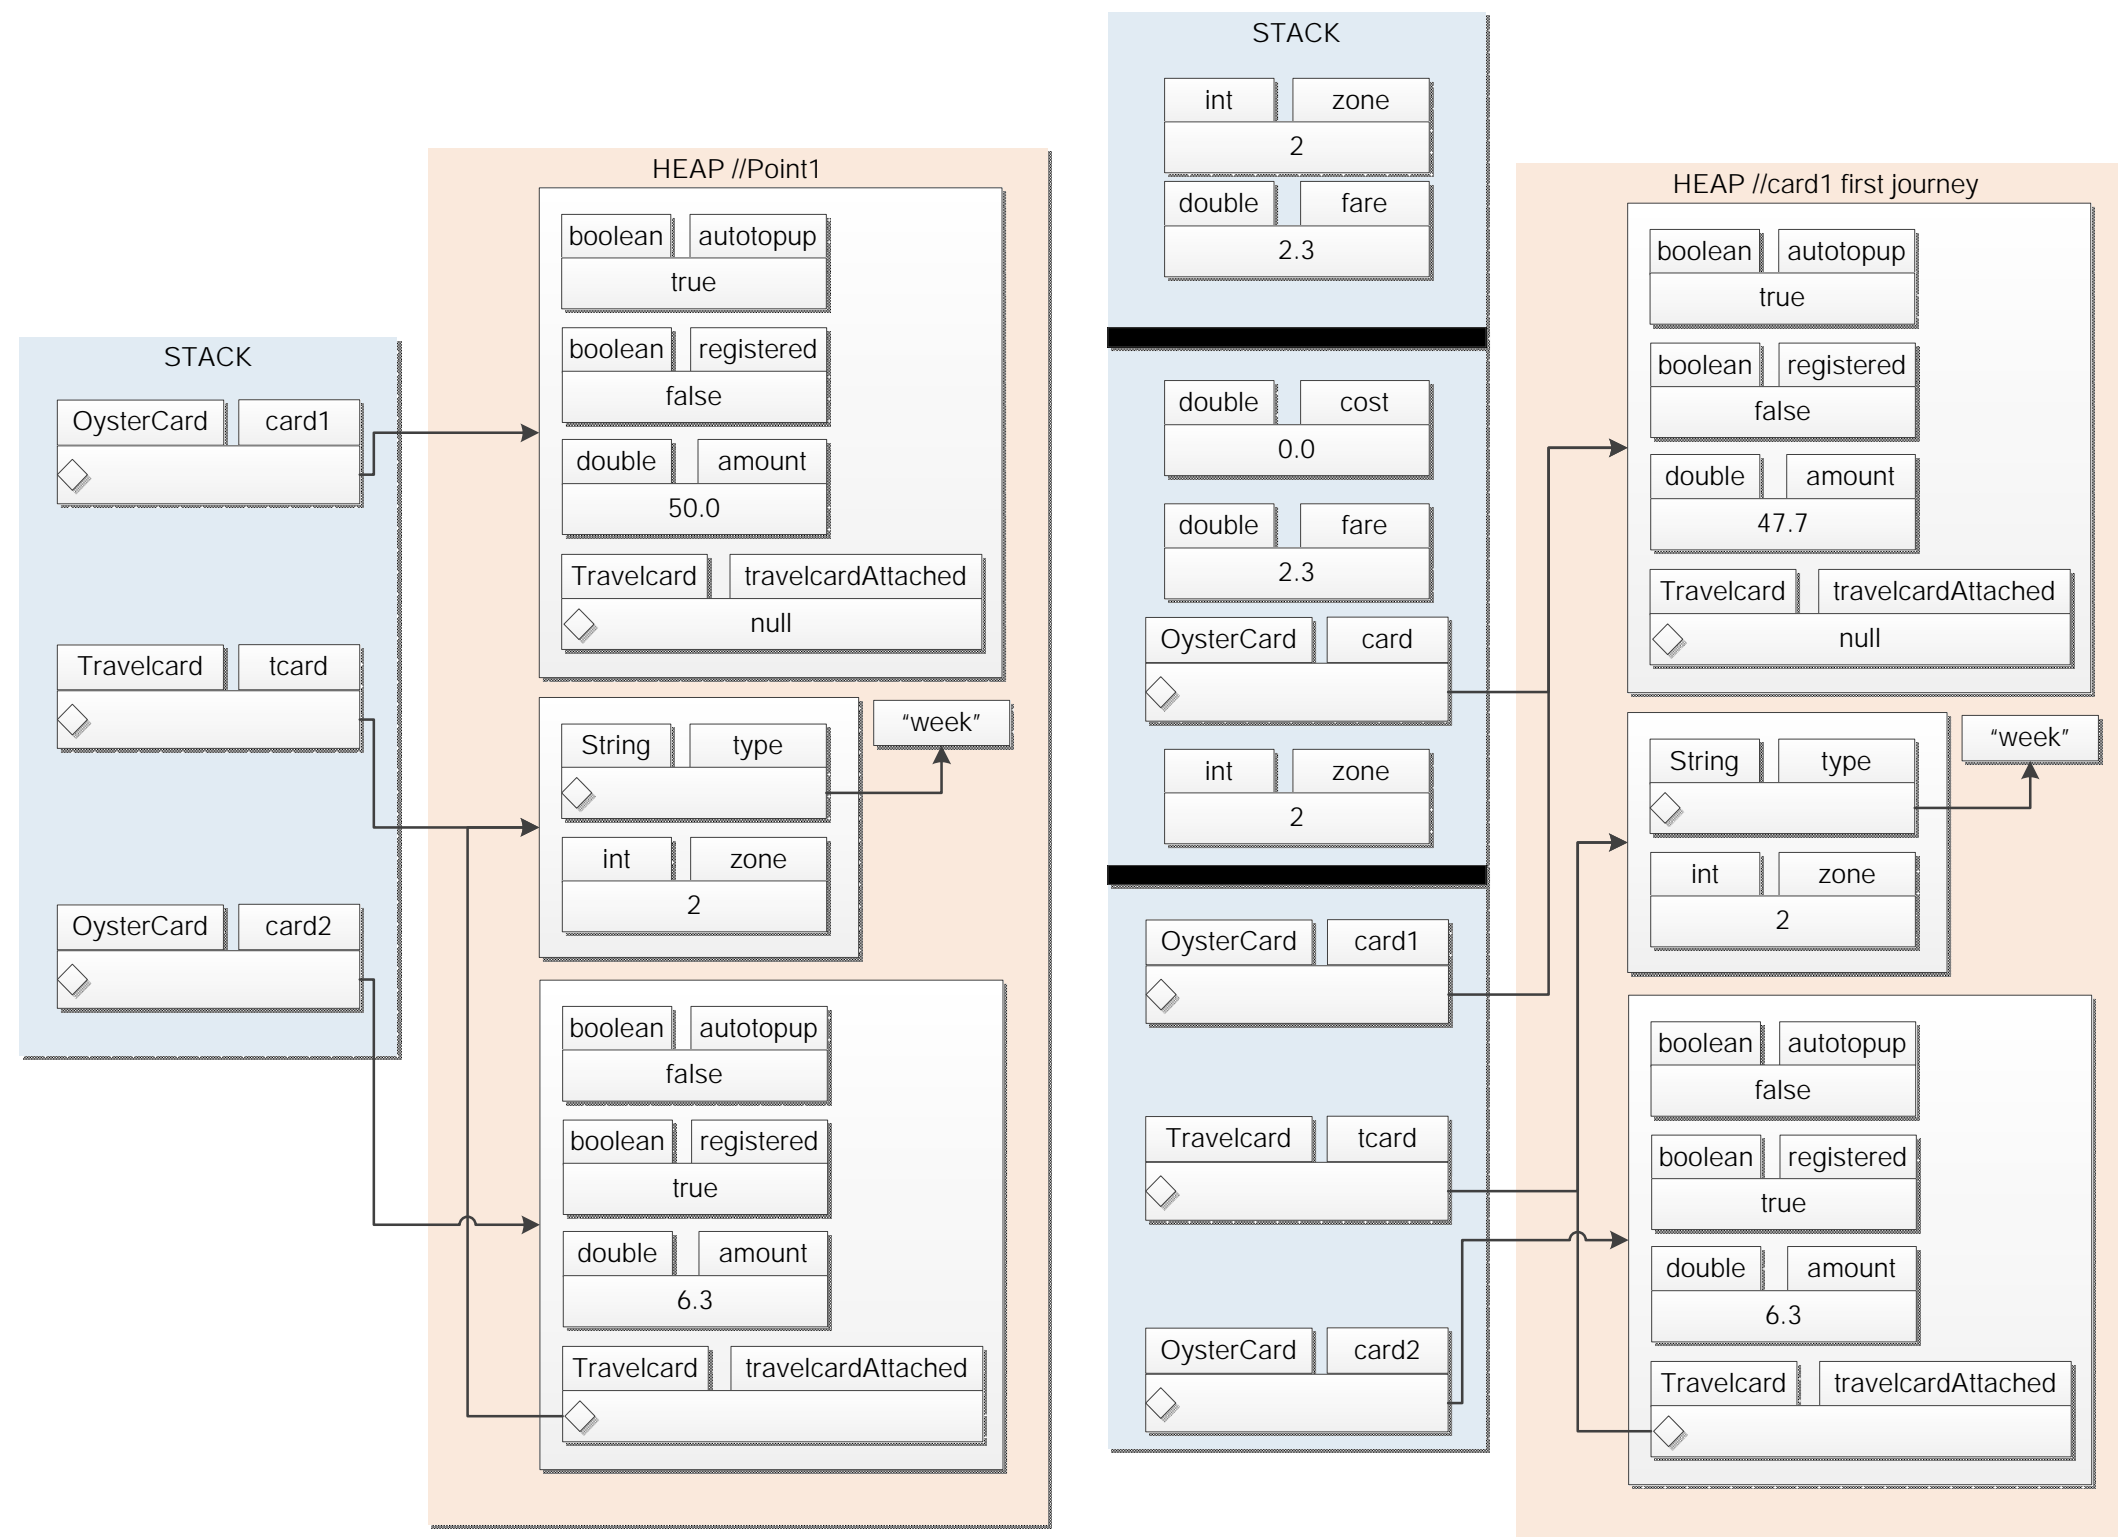 STACK
OysterCard card1
Travelcard tcard
OysterCard card2
HEAP //Point1
boolean autotopup
true
boolean registered
false
double amount
50.0
Travelcard travelcardAttached
null
String type
“week”
int zone
2
boolean autotopup
false
boolean registered
true
double amount
6.3
Travelcard travelcardAttached
STACK
int zone
2
double fare
2.3
double cost
0.0
double fare
2.3
OysterCard card
int zone
2
OysterCard card1
Travelcard tcard
OysterCard card2
HEAP //card1 first journey
boolean autotopup
true
boolean registered
false
double amount
47.7
Travelcard travelcardAttached
null
String type
“week”
int zone
2
boolean autotopup
false
boolean registered
true
double amount
6.3
Travelcard travelcardAttached